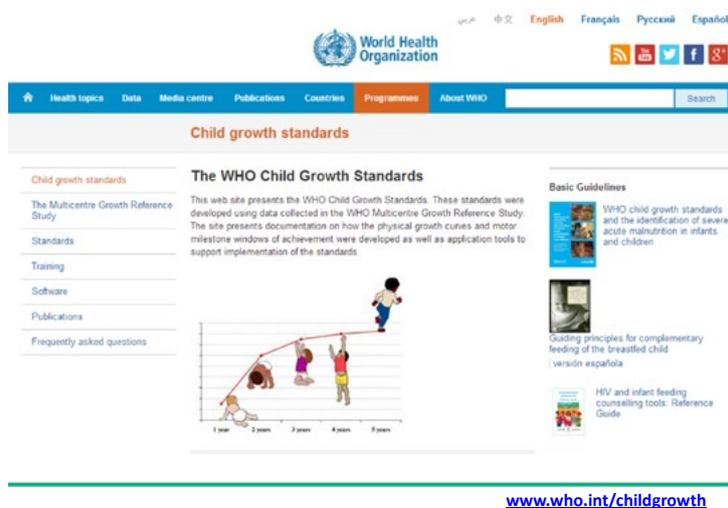 عربي 中文 English Français Русский Español
World Health
Organization
Health topics Data Media centre Publications Countries Programmes About WHO Search
Child growth standards
Child growth standards
The Multicentre Growth Reference
Study
Standards
Training
Software
Publications
Frequently asked questions
The WHO Child Growth Standards
This web site presents the WHO Child Growth Standards. These standards were
developed using data collected in the WHO Multicentre Growth Reference Study.
The site presents documentation on how the physical growth curves and motor
milestone windows of achievement were developed as well as application tools to
support implementation of the standards.
1 year 2 years 3 years 4 years 5 years
Basic Guidelines
WHO child growth standards
and the identification of severe
acute malnutrition in infants
and children
Guiding principles for complementary
feeding of the breastfed child
versión española
HIV and infant feeding
counselling tools: Reference
Guide
www.who.int/childgrowth